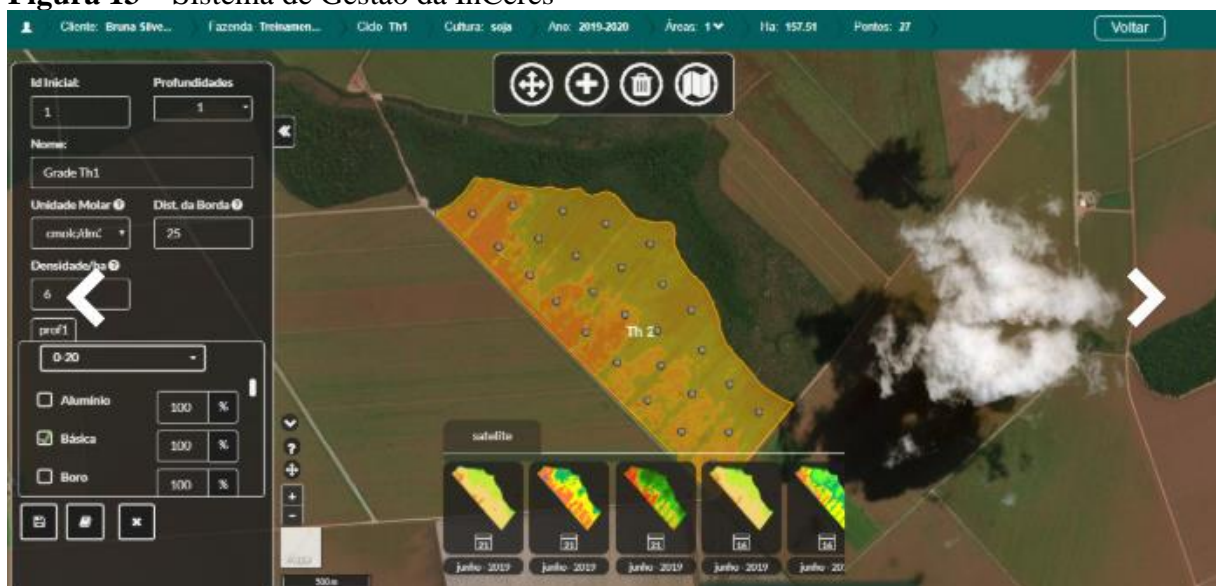 Figura 13 – Sistema de Gestão da InCeres
Cliente: Bruna Silve... Fazenda Treinamen... Ciclo Th1 Cultura: soja Ano: 2019-2020 Áreas: 1 Ha: 157.51 Pontos: 27 Voltar
Id Inicial: Profundidades
1 1
Nome:
Grade Th1
Unidade Molar Dist. da Borda
cmolc/dm³ 25
Densidade/ha
6
prof1
0-20
Alumínio 100 %
Básica 100 %
Boro 100 %
Th 2
satelite
21 21 21 16 16
junho - 2019 junho - 2019 junho - 2019 junho - 2019 junho - 20
500 m